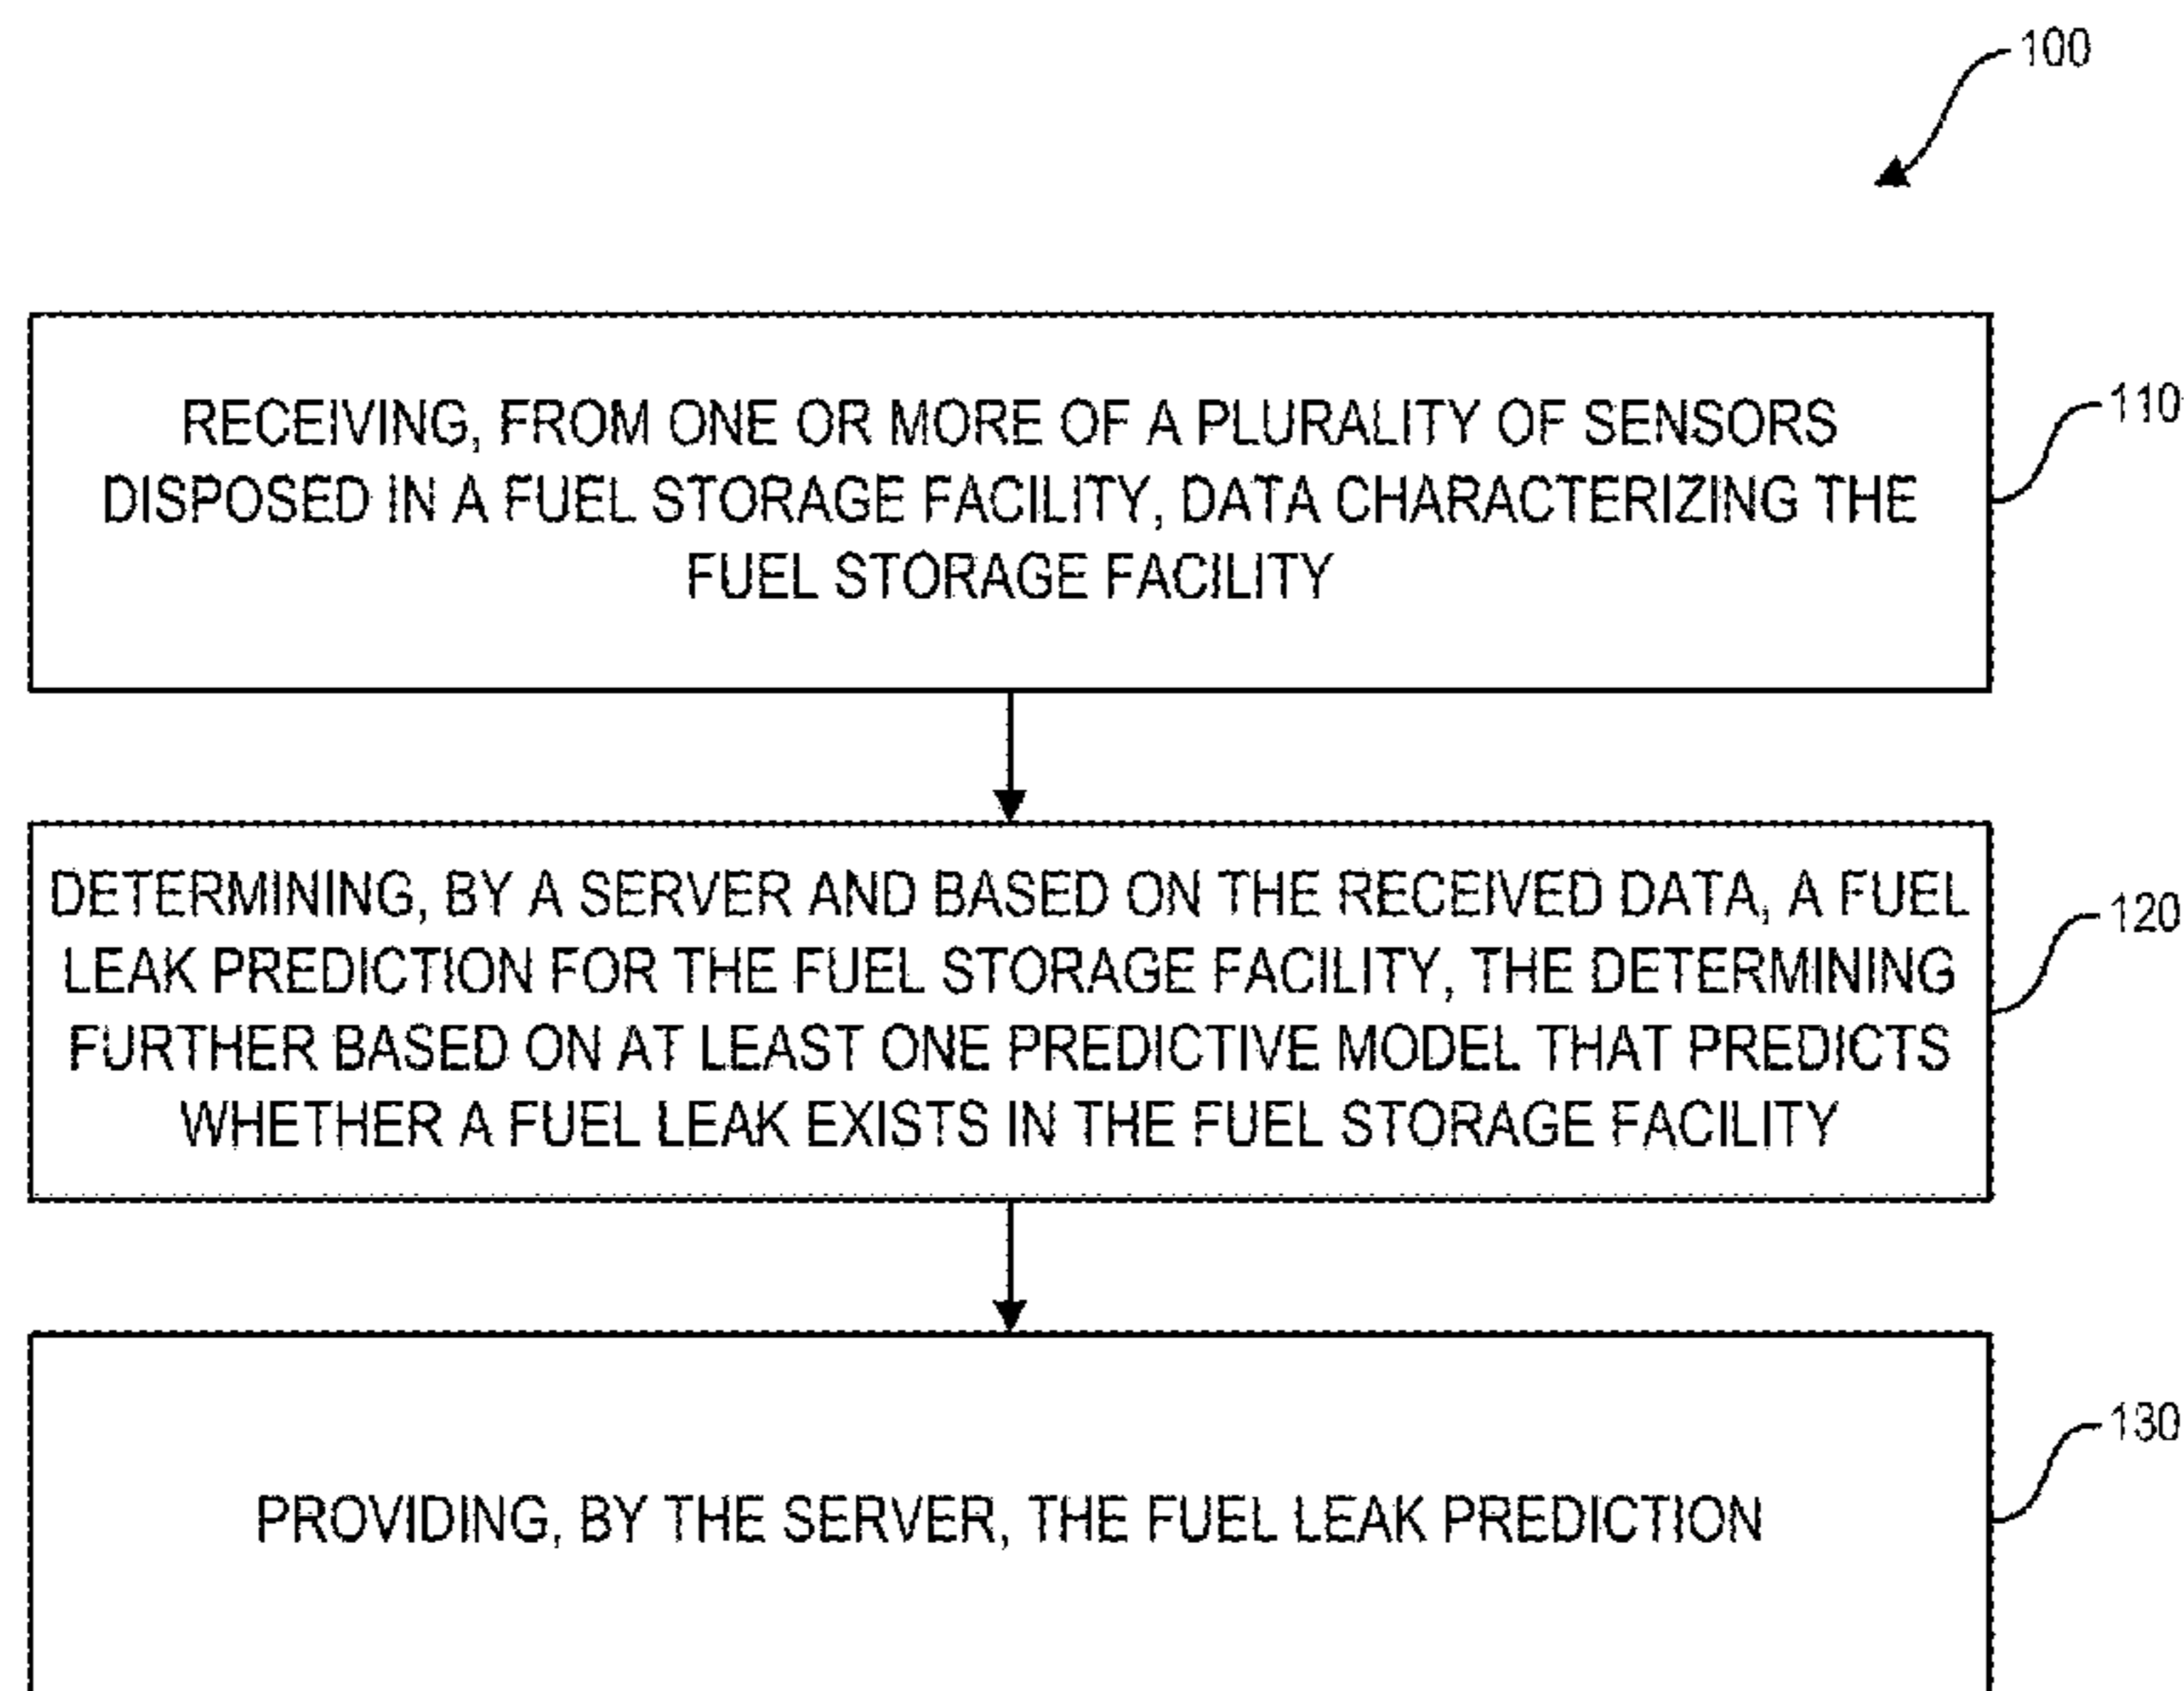 100
RECEIVING, FROM ONE OR MORE OF A PLURALITY OF SENSORS
DISPOSED IN A FUEL STORAGE FACILITY, DATA CHARACTERIZING THE
FUEL STORAGE FACILITY
110
DETERMINING, BY A SERVER AND BASED ON THE RECEIVED DATA, A FUEL
LEAK PREDICTION FOR THE FUEL STORAGE FACILITY, THE DETERMINING
FURTHER BASED ON AT LEAST ONE PREDICTIVE MODEL THAT PREDICTS
WHETHER A FUEL LEAK EXISTS IN THE FUEL STORAGE FACILITY
120
PROVIDING, BY THE SERVER, THE FUEL LEAK PREDICTION
130